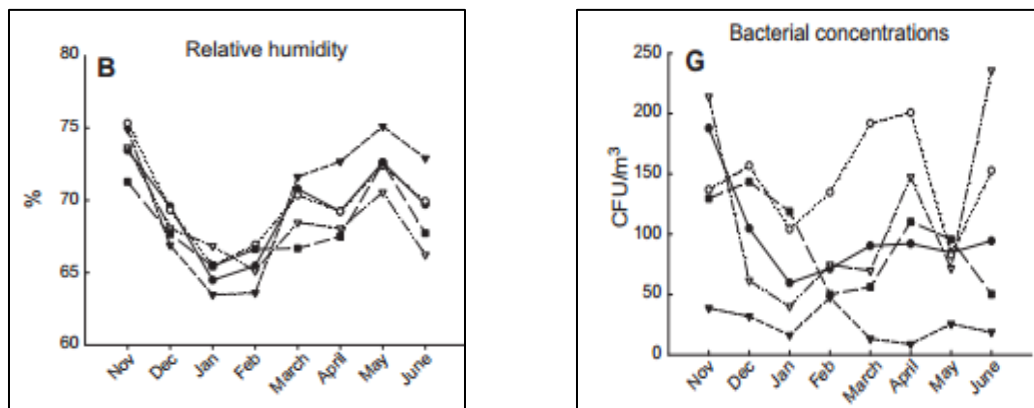 Relative humidity
B
80
75
70
65
60
%
Nov
Dec
Jan
Feb
March
April
May
June
Bacterial concentrations
G
250
200
150
100
50
0
CFU/m³
Nov
Dec
Jan
Feb
March
April
May
June